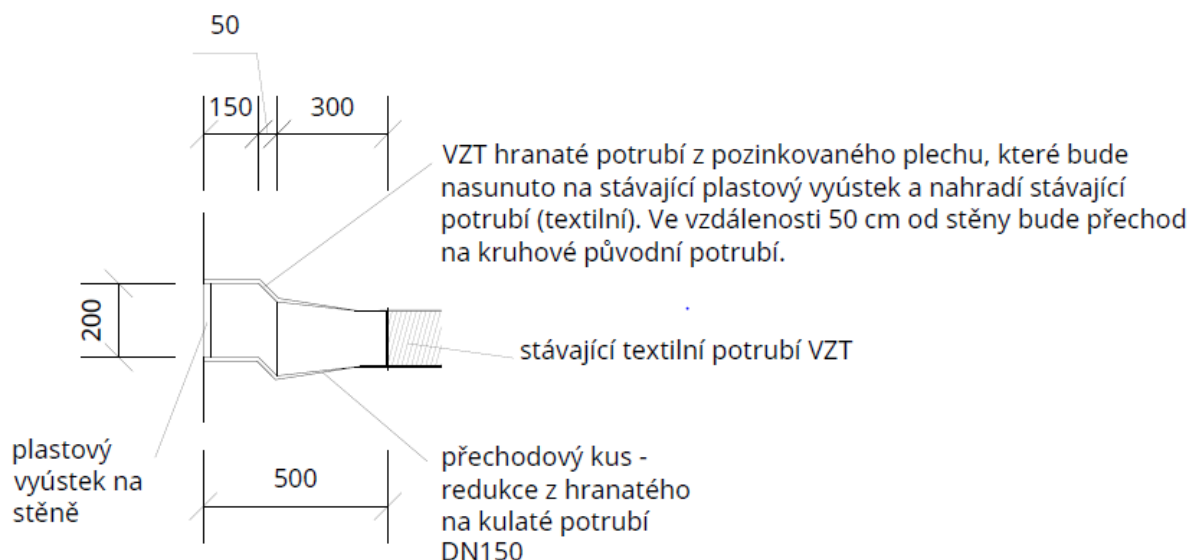 50
150
300
VZT hranaté potrubí z pozinkovaného plechu, které bude
nasunuto na stávající plastový vyústek a nahradí stávající
potrubí (textilní). Ve vzdálenosti 50 cm od stěny bude přechod
na kruhové původní potrubí.
200
stávající textilní potrubí VZT
plastový
vyústek na
stěně
500
přechodový kus -
redukce z hranatého
na kulaté potrubí
DN150